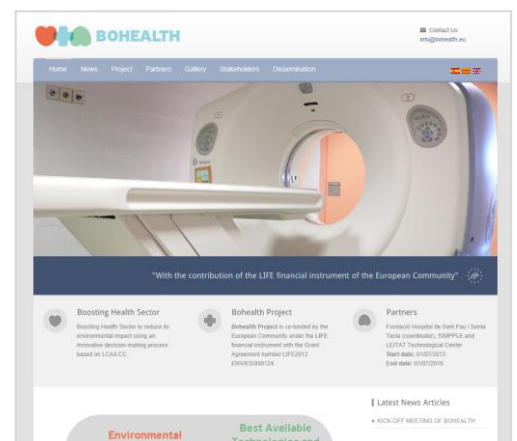 BOHEALTH
Contact Us
info@bohealth.eu
Home News Project Partners Gallery Stakeholders Dissemination
"With the contribution of the LIFE financial instrument of the European Community"
Boosting Health Sector
Boosting Health Sector to reduce its
environmental impact using an
innovative decision-making process
based on LCA/LCC.
Bohealth Project
Bohealth Project is co-funded by the
European Community under the LIFE
financial instrument with the Grant
Agreement number LIFE2012
ENV/ES/000124.
Partners
Fundació Hospital de Sant Pau i Santa
Tecla (coordinator), SIMPPLE and
LEITAT Technological Center
Start date: 01/07/2013
End date: 01/07/2016
Latest News Articles
KICK-OFF MEETING OF BOHEALTH
Environmental
Best Available
Technologies and